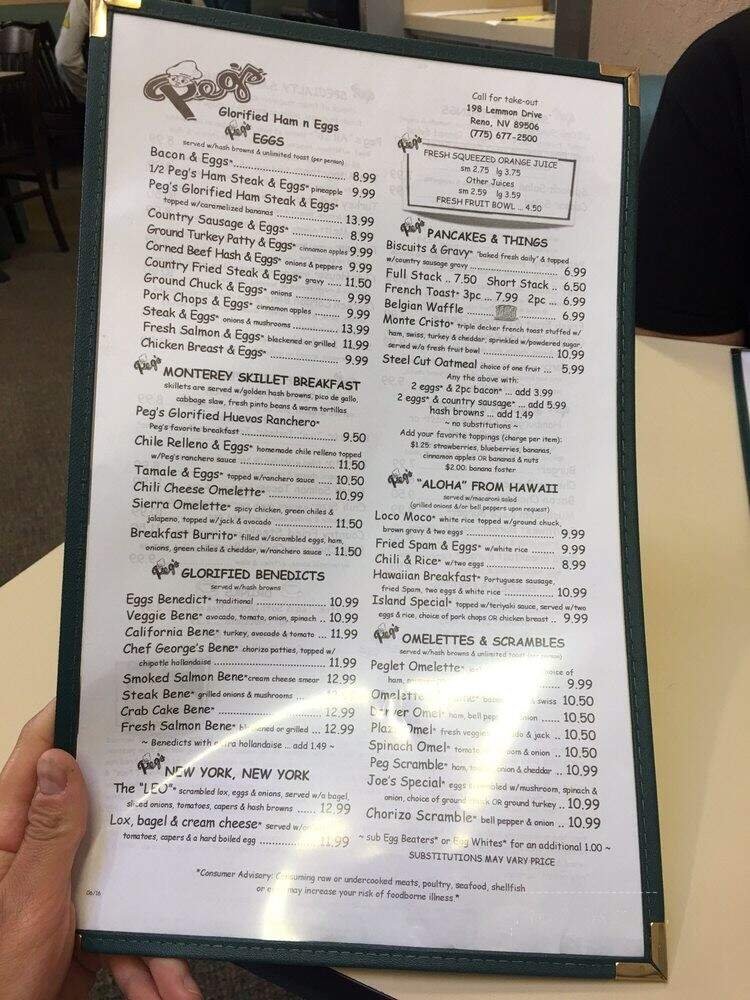 Peg's
Glorified Ham n Eggs
Peg's EGGS
served w/hash browns & unlimited toast (per person)
Bacon & Eggs* 8.99
1/2 Peg's Ham Steak & Eggs* pineapple 9.99
Peg's Glorified Ham Steak & Eggs*
topped w/caramelized bananas 13.99
Country Sausage & Eggs* 8.99
Ground Turkey Patty & Eggs* cinnamon apples 9.99
Corned Beef Hash & Eggs* onions & peppers 9.99
Country Fried Steak & Eggs* gravy 11.50
Ground Chuck & Eggs* onions 9.99
Pork Chops & Eggs* cinnamon apples 9.99
Steak & Eggs* onions & mushrooms 13.99
Fresh Salmon & Eggs* blackened or grilled 11.99
Chicken Breast & Eggs* 9.99
Peg's MONTEREY SKILLET BREAKFAST
skillets are served w/golden hash browns, pico de gallo,
cabbage slaw, fresh pinto beans & warm tortillas
Peg's Glorified Huevos Ranchero*
Peg's favorite breakfast 9.50
Chile Relleno & Eggs* homemade chile relleno topped
w/Peg's ranchero sauce 11.50
Tamale & Eggs* topped w/ranchero sauce 10.50
Chili Cheese Omelette* 10.99
Sierra Omelette* spicy chicken, green chiles &
jalapeno, topped w/jack & avocado 11.50
Breakfast Burrito* filled w/scrambled eggs, ham,
onions, green chiles & cheddar, w/ranchero sauce .. 11.50
Peg's GLORIFIED BENEDICTS
served w/hash browns
Eggs Benedict* traditional 10.99
Veggie Bene* avocado, tomato, onion, spinach .. 10.99
California Bene* turkey, avocado & tomato ... 11.99
Chef George's Bene* chorizo patties, topped w/
chipotle hollandaise 11.99
Smoked Salmon Bene* cream cheese smear 12.99
Steak Bene* grilled onions & mushrooms
Crab Cake Bene* 12.99
Fresh Salmon Bene* or grilled ... 12.99
~ Benedicts with extra hollandaise ... add 1.49 ~
Peg's NEW YORK, NEW YORK
The "LEO"* scrambled lox, eggs & onions, served w/a bagel,
sliced onions, tomatoes, capers & hash browns 12.99
Lox, bagel & cream cheese* served w/
tomatoes, capers & a hard boiled egg 11.99
Call for take-out
198 Lemmon Drive
Reno, NV 89506
(775) 677-2500
Peg's
FRESH SQUEEZED ORANGE JUICE
sm 2.75 lg 3.75
Other Juices
sm 2.59 lg 3.59
FRESH FRUIT BOWL ... 4.50
Peg's PANCAKES & THINGS
Biscuits & Gravy* "baked fresh daily" & topped
w/country sausage gravy 6.99
Full Stack .. 7.50 Short Stack .. 6.50
French Toast* 3pc ... 7.99 2pc ... 6.99
Belgian Waffle 6.99
Monte Cristo* triple decker french toast stuffed w/
ham, swiss, turkey & cheddar, sprinkled w/powdered sugar,
served w/a fresh fruit bowl 10.99
Steel Cut Oatmeal choice of one fruit ... 5.99
Any the above with:
2 eggs* & 2pc bacon* ... add 3.99
2 eggs* & country sausage* ... add 5.99
hash browns ... add 1.49
~ no substitutions ~
Add your favorite toppings (charge per item):
$1.25: strawberries, blueberries, bananas,
cinnamon apples OR bananas & nuts
$2.00: banana foster
Peg's "ALOHA" FROM HAWAII
served w/macaroni salad
(grilled onions &/or bell peppers upon request)
Loco Moco* white rice topped w/ground chuck,
brown gravy & two eggs 9.99
Fried Spam & Eggs* w/white rice 9.99
Chili & Rice* w/two eggs 8.99
Hawaiian Breakfast* Portuguese sausage,
fried Spam, two eggs & white rice 10.99
Island Special* topped w/teriyaki sauce, served w/two
eggs & rice, choice of pork chops OR chicken breast .. 9.99
Peg's OMELETTES & SCRAMBLES
served w/hash browns & unlimited toast (per person)
Peglet Omelette* choice of
ham, 9.99
Omelette swiss 10.50
Denver Omel* ham, bell pepper & onion 10.50
Plaza Omel* fresh veggies, & jack .. 10.50
Spinach Omel* tomato, & onion .. 10.50
Peg Scramble* ham, onion & cheddar .. 10.99
Joe's Special* eggs scrambled w/mushroom, spinach &
onion, choice of ground OR ground turkey .. 10.99
Chorizo Scramble* bell pepper & onion .. 10.99
~ sub Egg Beaters* or Egg Whites* for an additional 1.00 ~
SUBSTITUTIONS MAY VARY PRICE
*Consumer Advisory: Consuming raw or undercooked meats, poultry, seafood, shellfish
or may increase your risk of foodborne illness.*
06/16